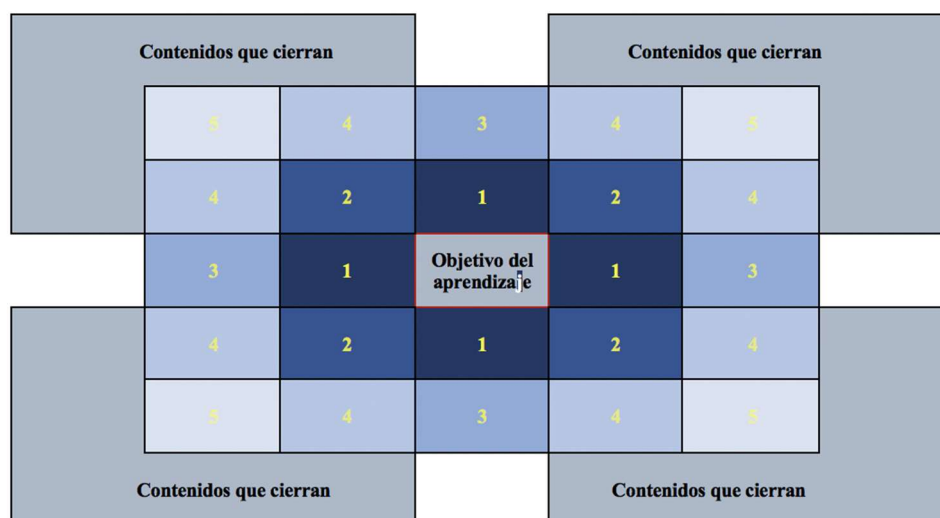 Contenidos que cierran Contenidos que cierran
5 4 3 4 5
4 2 1 2 4
3 1 Objetivo del aprendizaje 1 3
4 2 1 2 4
5 4 3 4 5
Contenidos que cierran Contenidos que cierran